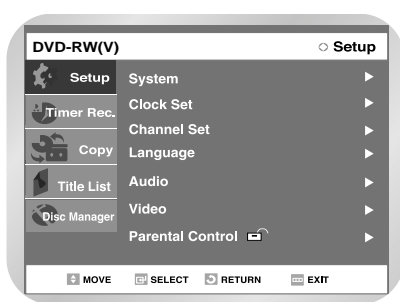 DVD-RW(V) Setup
Setup
Timer Rec.
Copy
Title List
Disc Manager
System
Clock Set
Channel Set
Language
Audio
Video
Parental Control
MOVE SELECT RETURN EXIT